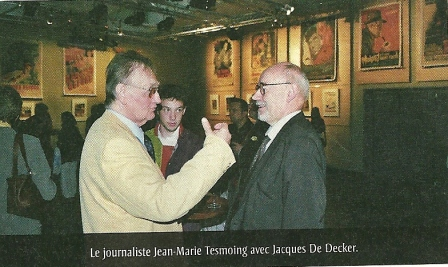 Le journaliste Jean-Marie Tesmoing avec Jacques De Decker.